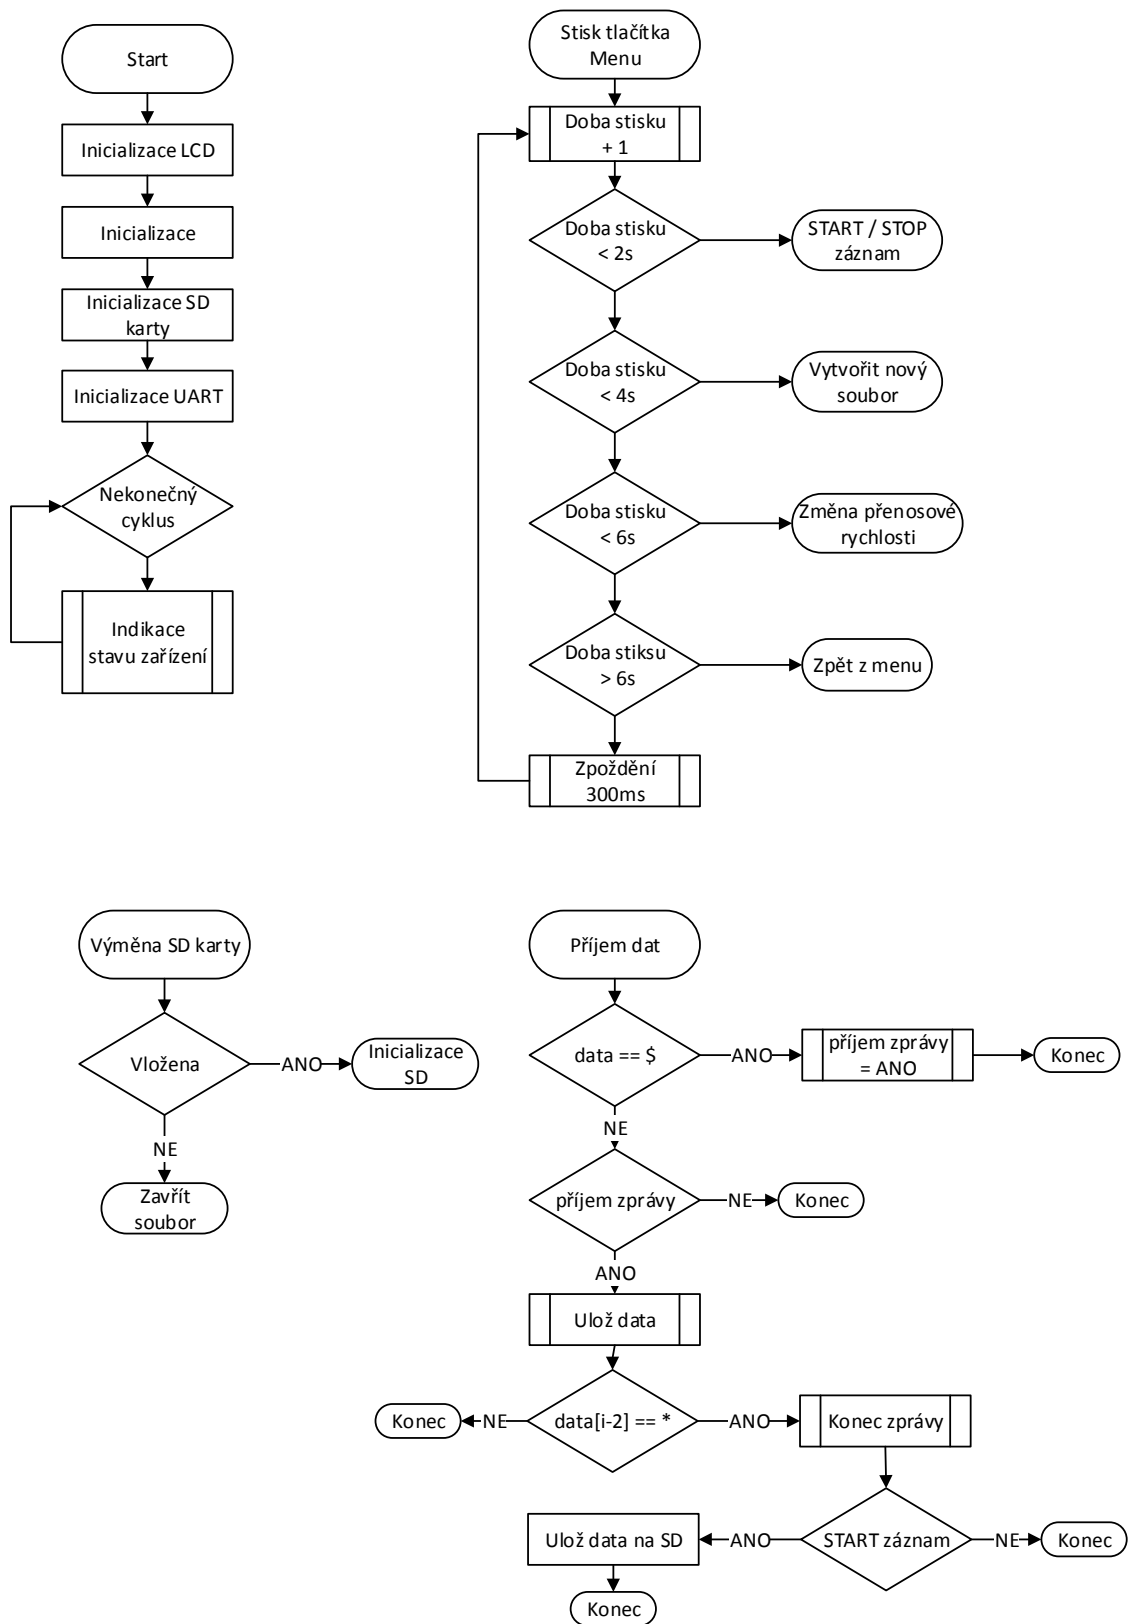 Start
Inicializace LCD
Inicializace
Inicializace SD
karty
Inicializace UART
Nekonečný
cyklus
Indikace
stavu zařízení
Stisk tlačítka
Menu
Doba stisku
+ 1
Doba stisku
< 2s
START / STOP
záznam
Doba stisku
< 4s
Vytvořit nový
soubor
Doba stisku
< 6s
Změna přenosové
rychlosti
Doba stiksu
> 6s
Zpět z menu
Zpoždění
300ms
Výměna SD karty
Vložena
ANO
Inicializace
SD
NE
Zavřít
soubor
Příjem dat
data == $
ANO
příjem zprávy
= ANO
Konec
NE
příjem zprávy
NE
Konec
ANO
Ulož data
data[i-2] == *
NE
Konec
ANO
Konec zprávy
START záznam
NE
Konec
ANO
Ulož data na SD
Konec